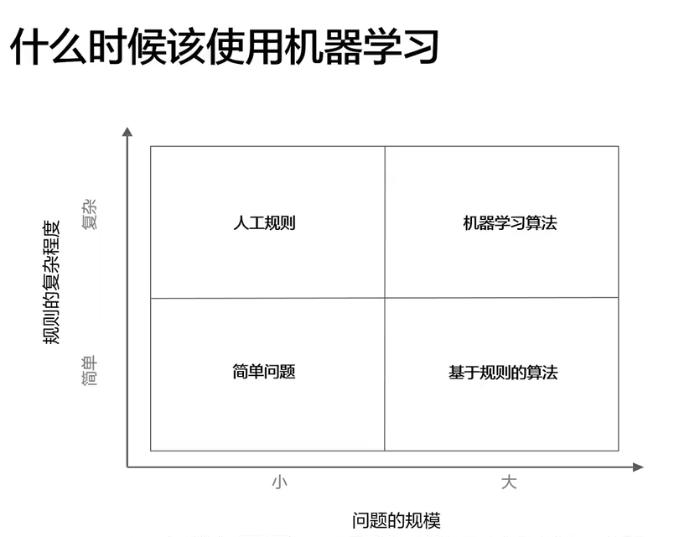 什么时候该使用机器学习
复杂
人工规则
机器学习算法
规则的复杂程度
简单
简单问题
基于规则的算法
小
大
问题的规模